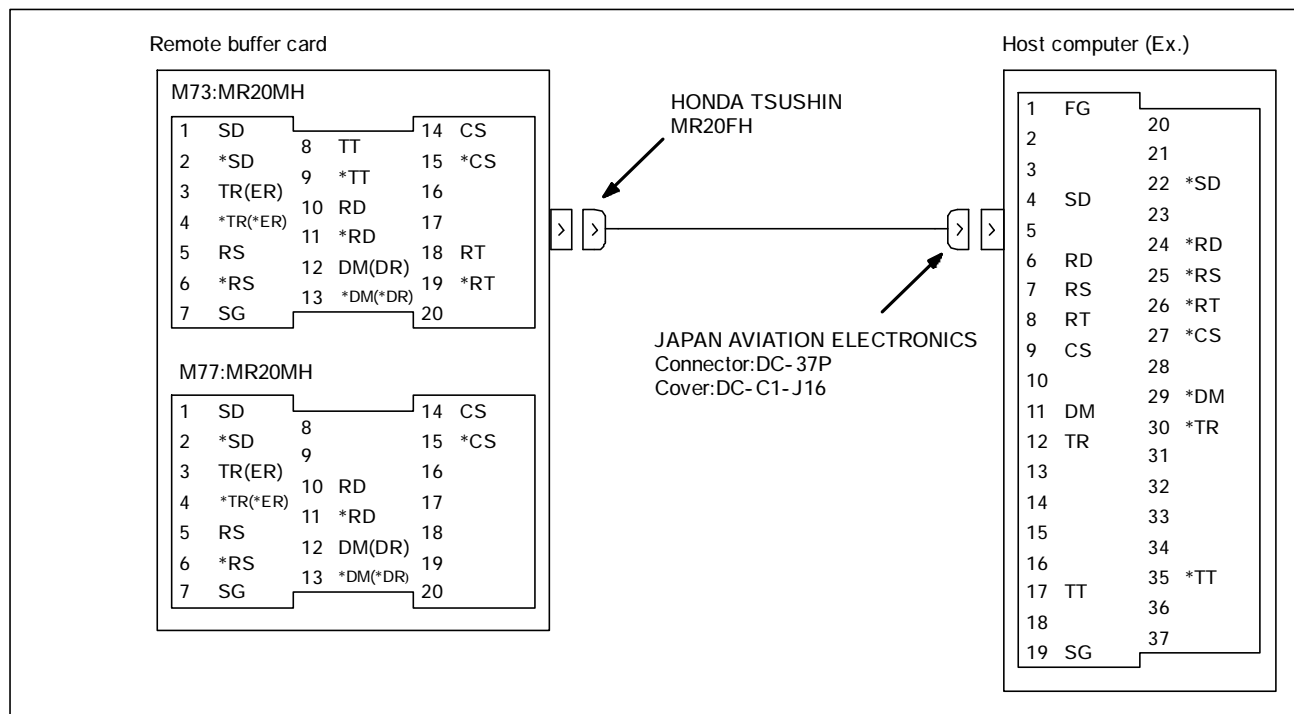 Remote buffer card
M73:MR20MH
1 SD
2 *SD
3 TR(ER)
4 *TR(*ER)
5 RS
6 *RS
7 SG
8 TT
9 *TT
10 RD
11 *RD
12 DM(DR)
13 *DM(*DR)
14 CS
15 *CS
16
17
18 RT
19 *RT
20
M77:MR20MH
1 SD
2 *SD
3 TR(ER)
4 *TR(*ER)
5 RS
6 *RS
7 SG
8
9
10 RD
11 *RD
12 DM(DR)
13 *DM(*DR)
14 CS
15 *CS
16
17
18
19
20
HONDA TSUSHIN
MR20FH
JAPAN AVIATION ELECTRONICS
Connector:DC-37P
Cover:DC-C1-J16
Host computer (Ex.)
1 FG
2
3
4 SD
5
6 RD
7 RS
8 RT
9 CS
10
11 DM
12 TR
13
14
15
16
17 TT
18
19 SG
20
21
22 *SD
23
24 *RD
25 *RS
26 *RT
27 *CS
28
29 *DM
30 *TR
31
32
33
34
35 *TT
36
37